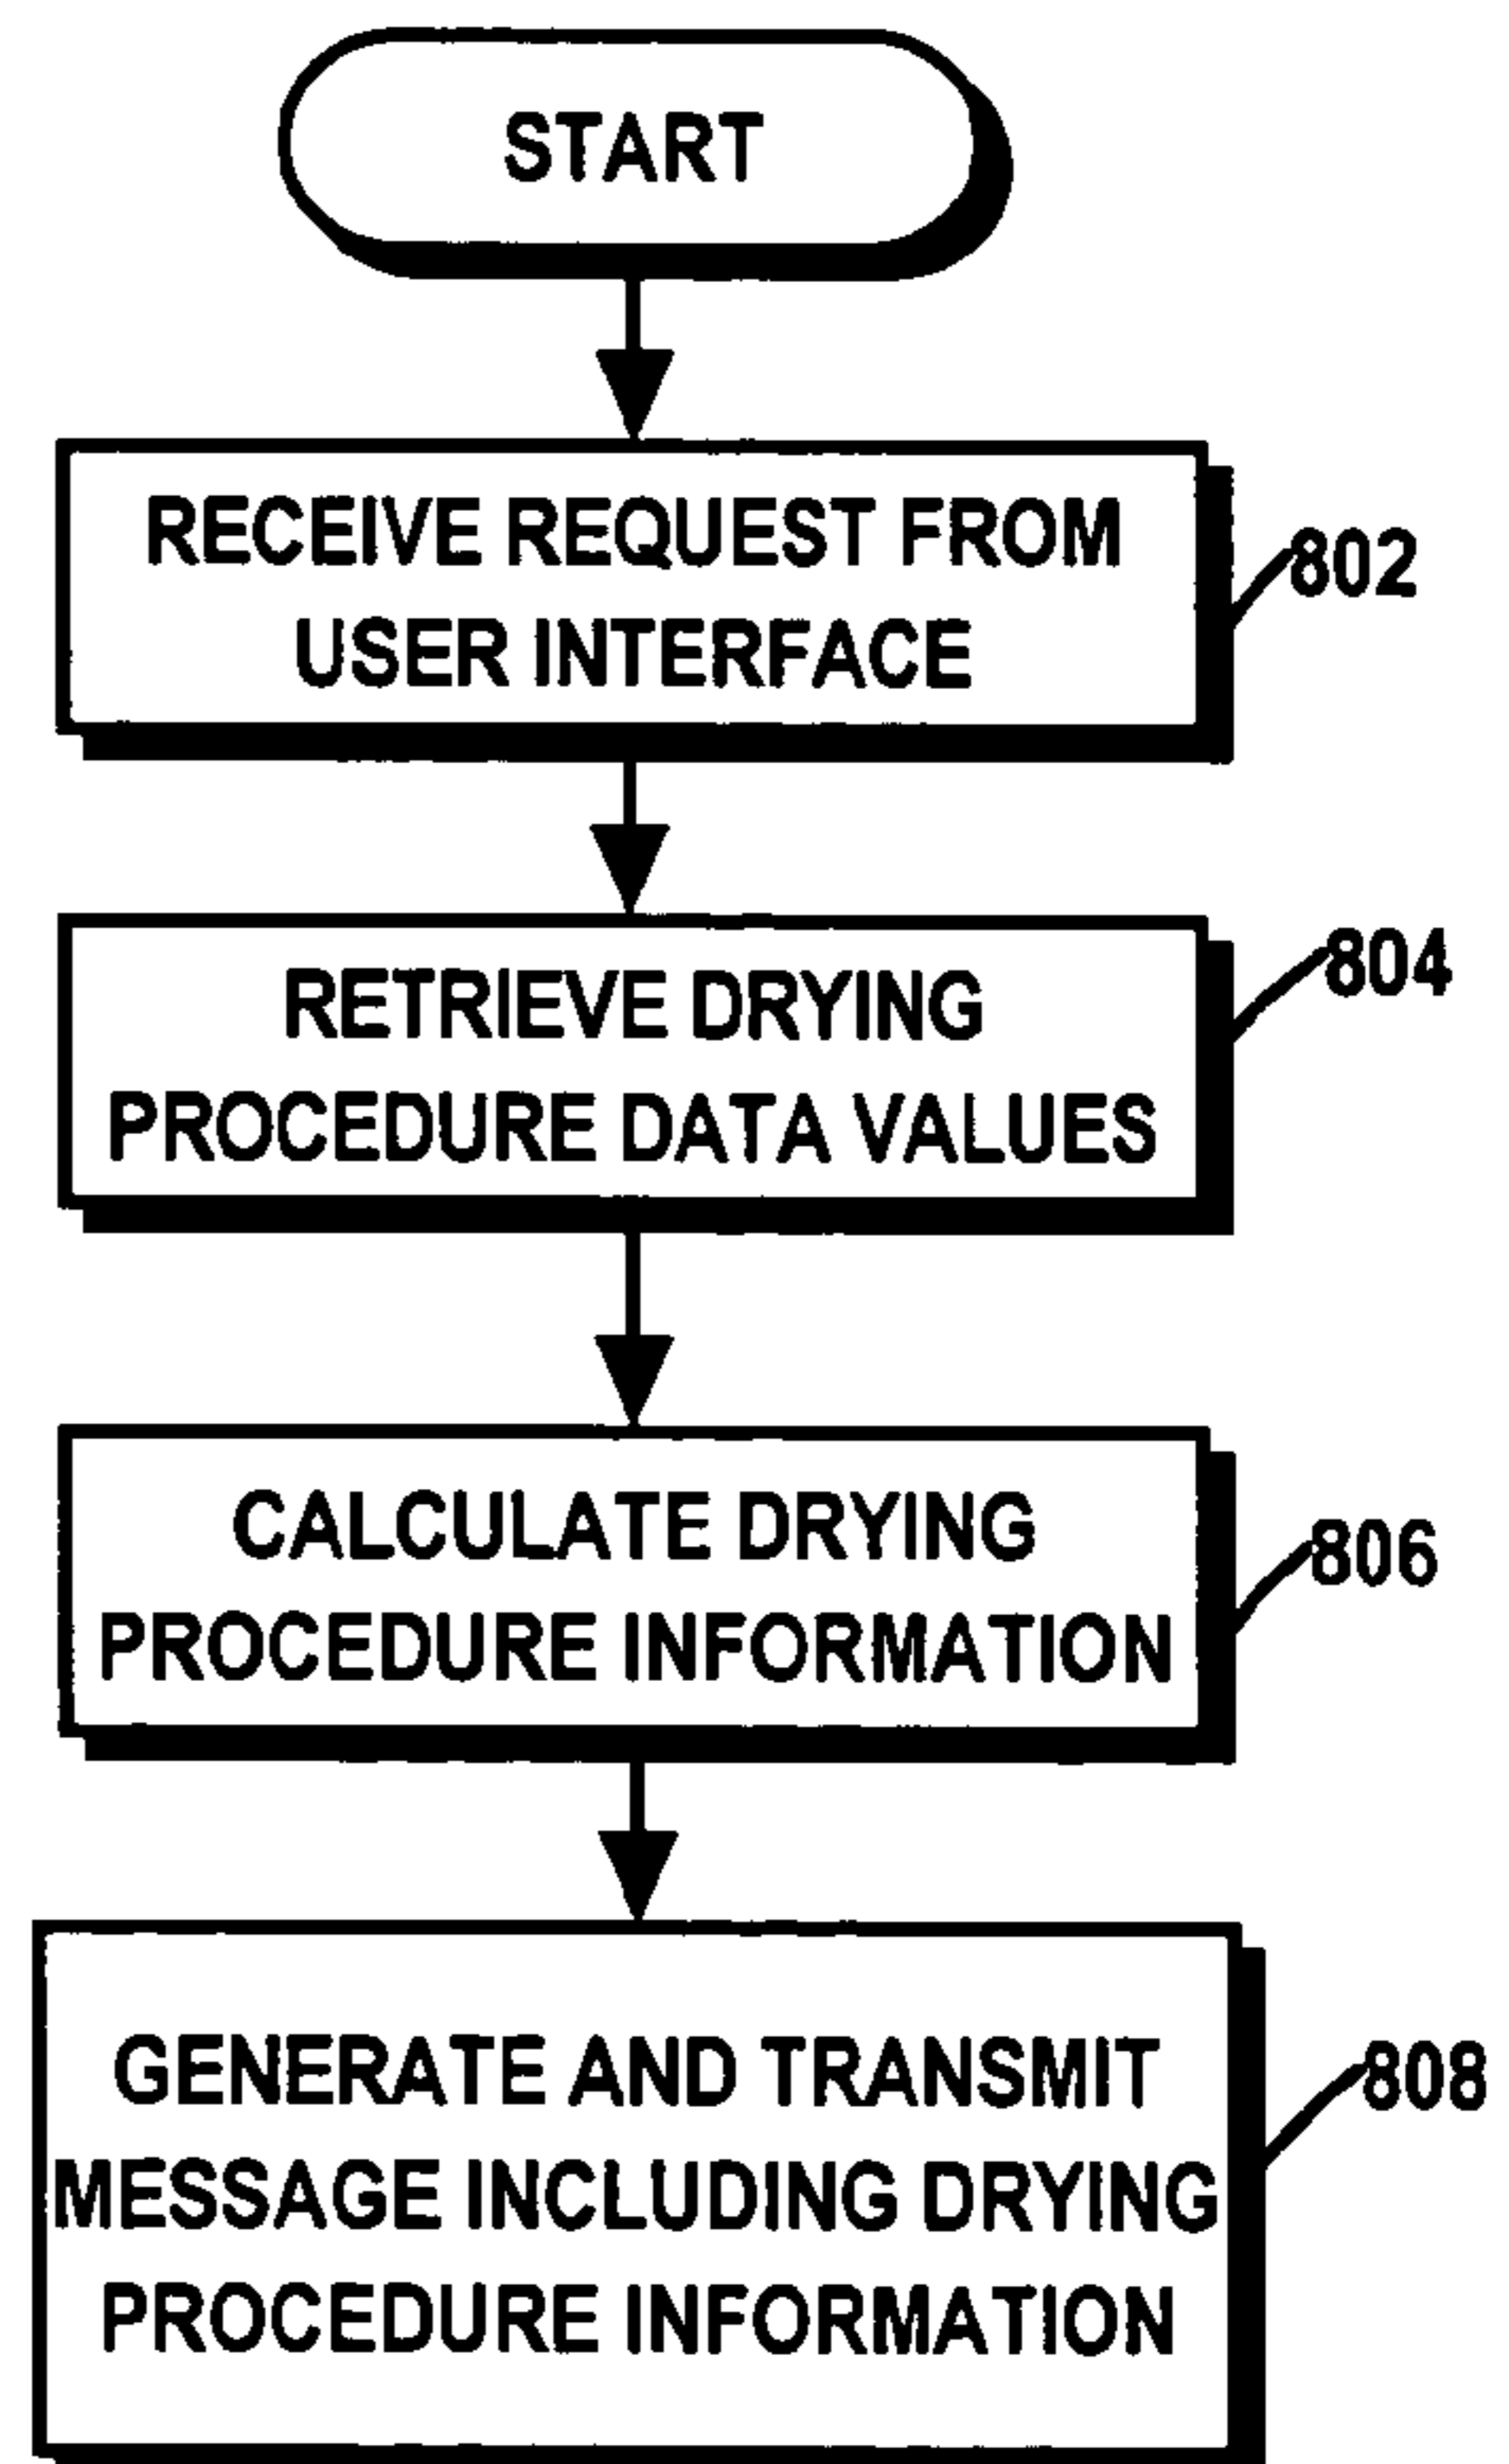 START
RECEIVE REQUEST FROM
USER INTERFACE
802
RETRIEVE DRYING
PROCEDURE DATA VALUES
804
CALCULATE DRYING
PROCEDURE INFORMATION
806
GENERATE AND TRANSMIT
MESSAGE INCLUDING DRYING
PROCEDURE INFORMATION
808